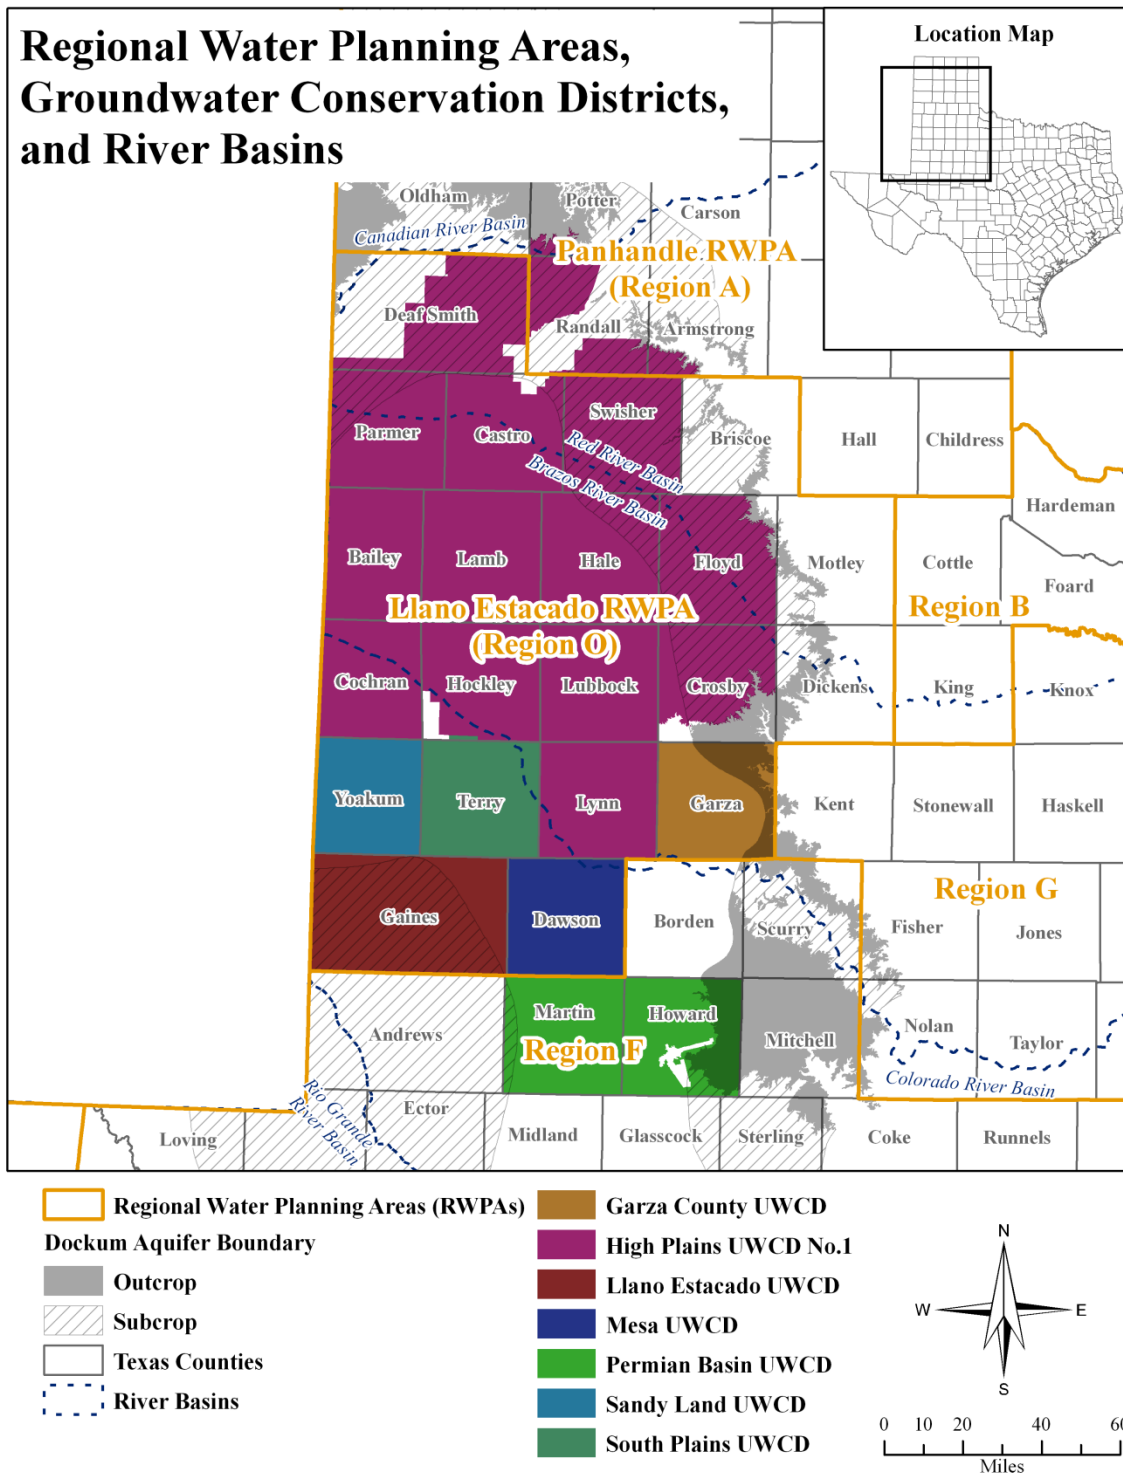 Regional Water Planning Areas,
Groundwater Conservation Districts,
and River Basins
Location Map
Oldham
Potter
Carson
Canadian River Basin
Panhandle RWPA
(Region A)
Deaf Smith
Randall
Armstrong
Parmer
Castro
Swisher
Briscoe
Hall
Childress
Red River Basin
Brazos River Basin
Hardeman
Bailey
Lamb
Hale
Floyd
Motley
Cottle
Foard
Llano Estacado RWPA
(Region O)
Region B
Cochran
Hockley
Lubbock
Crosby
Dickens
King
Knox
Yoakum
Terry
Lynn
Garza
Kent
Stonewall
Haskell
Region G
Gaines
Dawson
Borden
Scurry
Fisher
Jones
Andrews
Martin
Howard
Mitchell
Nolan
Taylor
Region F
Colorado River Basin
Rio Grande
River Basin
Loving
Ector
Midland
Glasscock
Sterling
Coke
Runnels
Regional Water Planning Areas (RWPAs)
Dockum Aquifer Boundary
Outcrop
Subcrop
Texas Counties
River Basins
Garza County UWCD
High Plains UWCD No.1
Llano Estacado UWCD
Mesa UWCD
Permian Basin UWCD
Sandy Land UWCD
South Plains UWCD
N
W
E
S
0 10 20 40 60
Miles